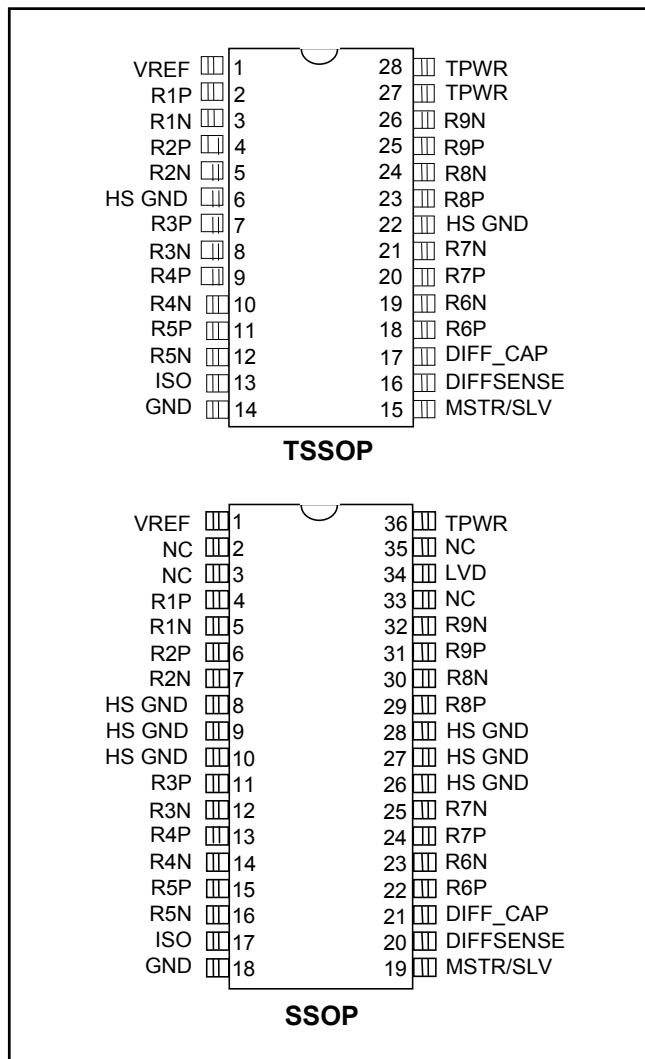 VREF 1 28 TPWR
R1P 2 27 TPWR
R1N 3 26 R9N
R2P 4 25 R9P
R2N 5 24 R8N
HS GND 6 23 R8P
R3P 7 22 HS GND
R3N 8 21 R7N
R4P 9 20 R7P
R4N 10 19 R6N
R5P 11 18 R6P
R5N 12 17 DIFF_CAP
ISO 13 16 DIFFSENSE
GND 14 15 MSTR/SLV
TSSOP
VREF 1 36 TPWR
NC 2 35 NC
NC 3 34 LVD
R1P 4 33 NC
R1N 5 32 R9N
R2P 6 31 R9P
R2N 7 30 R8N
HS GND 8 29 R8P
HS GND 9 28 HS GND
HS GND 10 27 HS GND
R3P 11 26 HS GND
R3N 12 25 R7N
R4P 13 24 R7P
R4N 14 23 R6N
R5P 15 22 R6P
R5N 16 21 DIFF_CAP
ISO 17 20 DIFFSENSE
GND 18 19 MSTR/SLV
SSOP